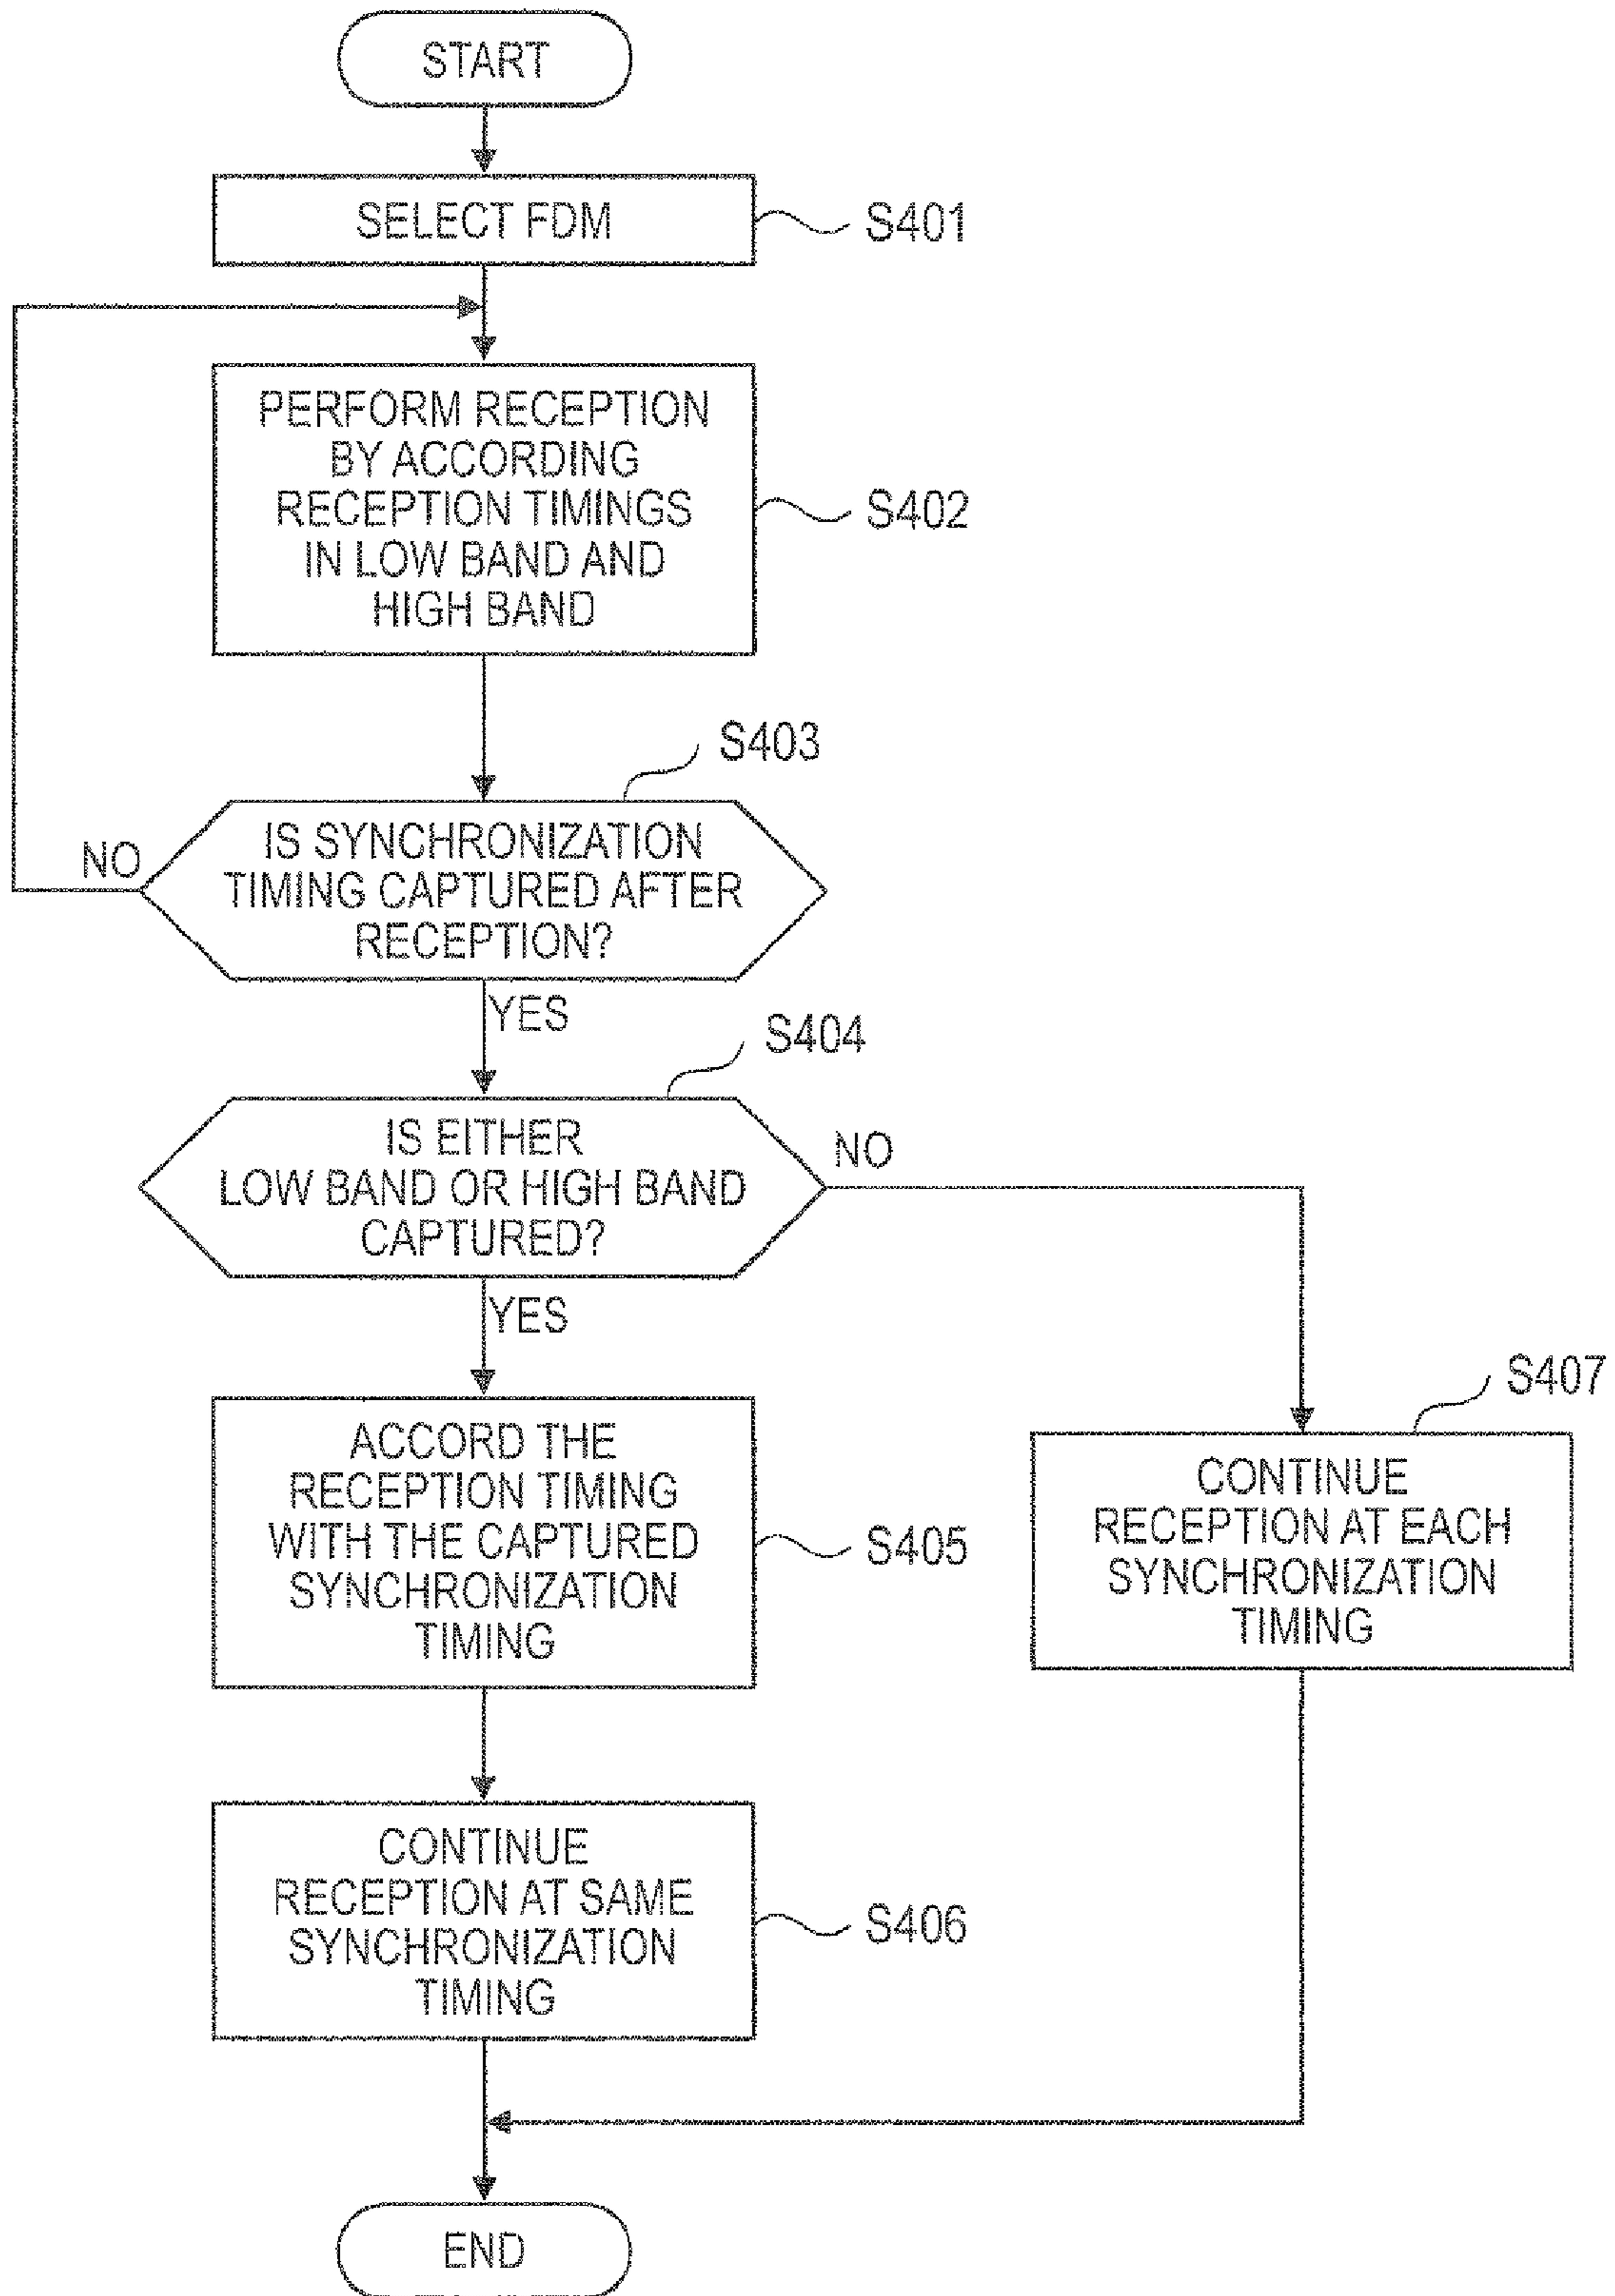 START
SELECT FDM
S401
PERFORM RECEPTION
BY ACCORDING
RECEPTION TIMINGS
IN LOW BAND AND
HIGH BAND
S402
S403
IS SYNCHRONIZATION
TIMING CAPTURED AFTER
RECEPTION?
NO
YES
S404
IS EITHER
LOW BAND OR HIGH BAND
CAPTURED?
NO
YES
ACCORD THE
RECEPTION TIMING
WITH THE CAPTURED
SYNCHRONIZATION
TIMING
S405
S407
CONTINUE
RECEPTION AT EACH
SYNCHRONIZATION
TIMING
CONTINUE
RECEPTION AT SAME
SYNCHRONIZATION
TIMING
S406
END